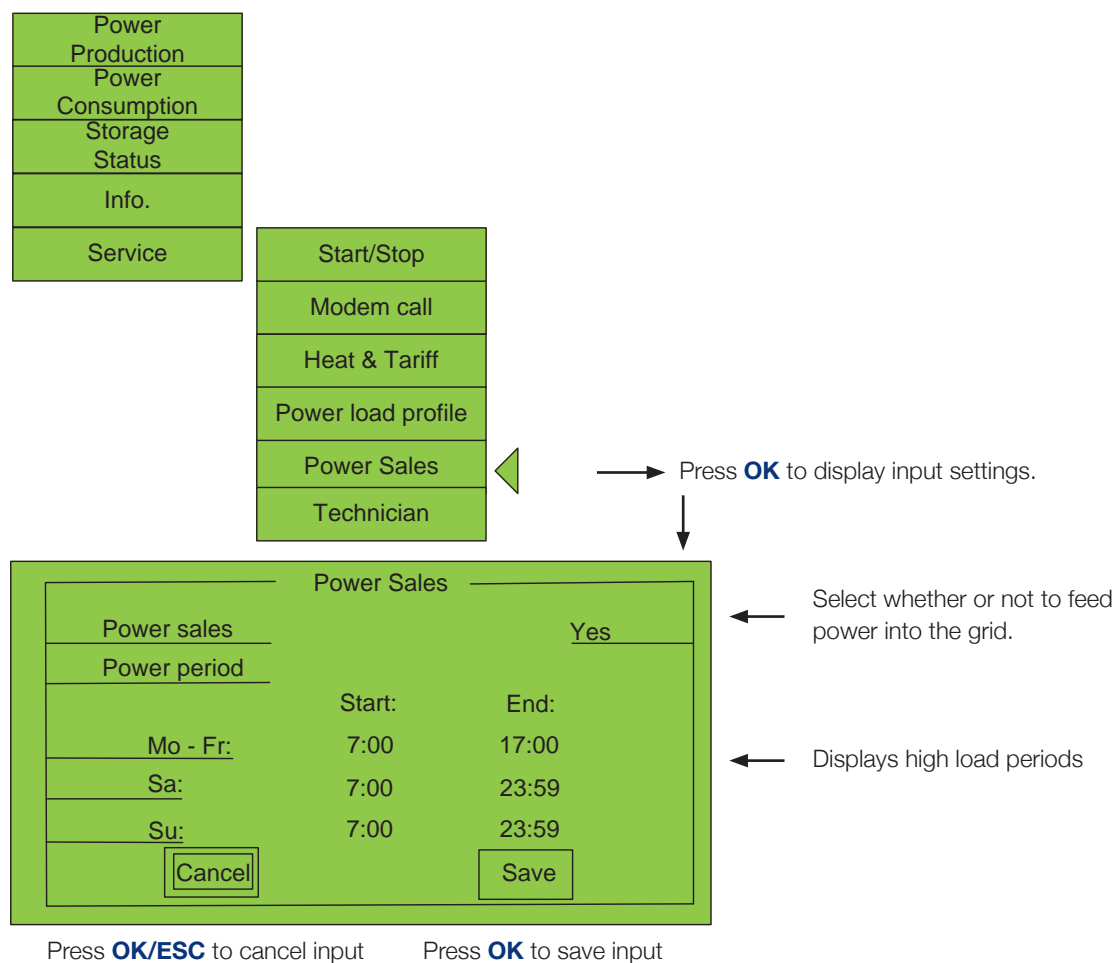 Power
Production
Power
Consumption
Storage
Status
Info.
Service
Start/Stop
Modem call
Heat & Tariff
Power load profile
Power Sales
Technician
Press OK to display input settings.
Power Sales
Power sales Yes
Power period
Start: End:
Mo - Fr: 7:00 17:00
Sa: 7:00 23:59
Su: 7:00 23:59
Cancel Save
Select whether or not to feed
power into the grid.
Displays high load periods
Press OK/ESC to cancel input Press OK to save input